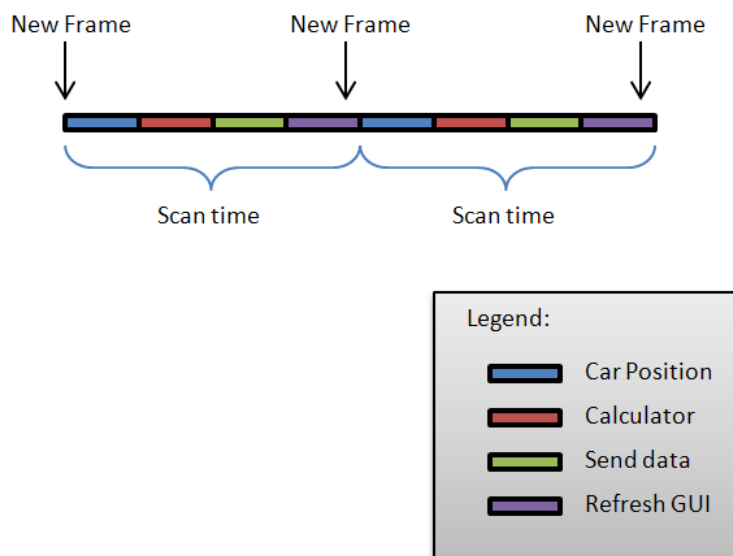 New Frame New Frame New Frame
Scan time Scan time
Legend:
Car Position
Calculator
Send data
Refresh GUI